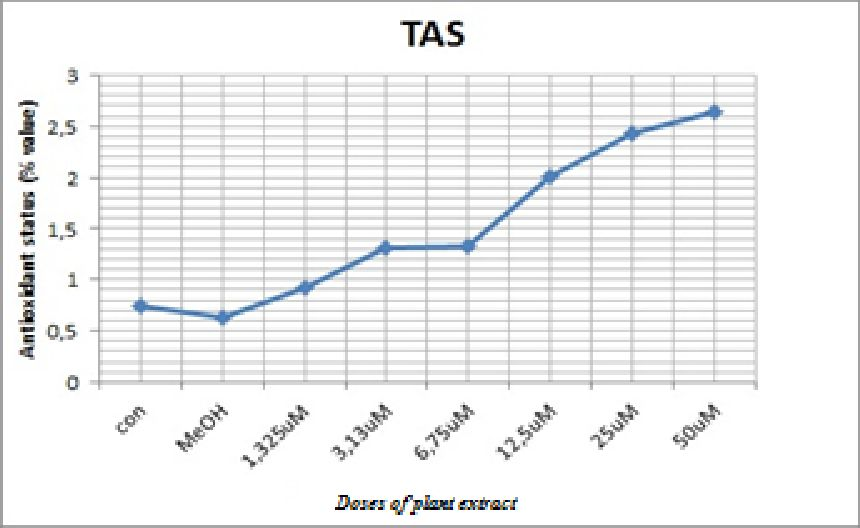 TAS
Antioxidant status (% value)
3
2,5
2
1,5
1
0,5
0
con
MeOH
1,325uM
3,13uM
6,75uM
12,5uM
25uM
50uM
Doses of plant extract